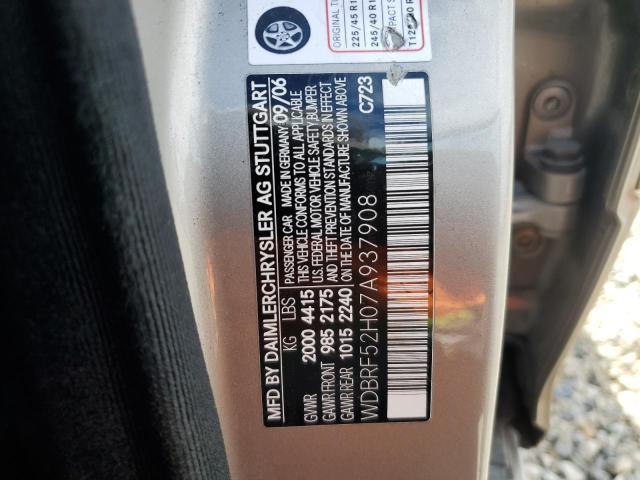 ORIGINAL TI
225/45 R1
245/40 R1
MFD BY DAIMLERCHRYSLER AG STUTTGART
PASSENGER CAR MADE IN GERMANY 09/06
KG LBS THIS VEHICLE CONFORMS TO ALL APPLICABLE
GVWR 2000 4415 U.S. FEDERAL MOTOR VEHICLE SAFETY, BUMPER
GAWR FRONT 985 2175 AND THEFT PREVENTION STANDARDS IN EFFECT
GAWR REAR 1015 2240 ON THE DATE OF MANUFACTURE SHOWN ABOVE
C723
WDBRF52H07A937908